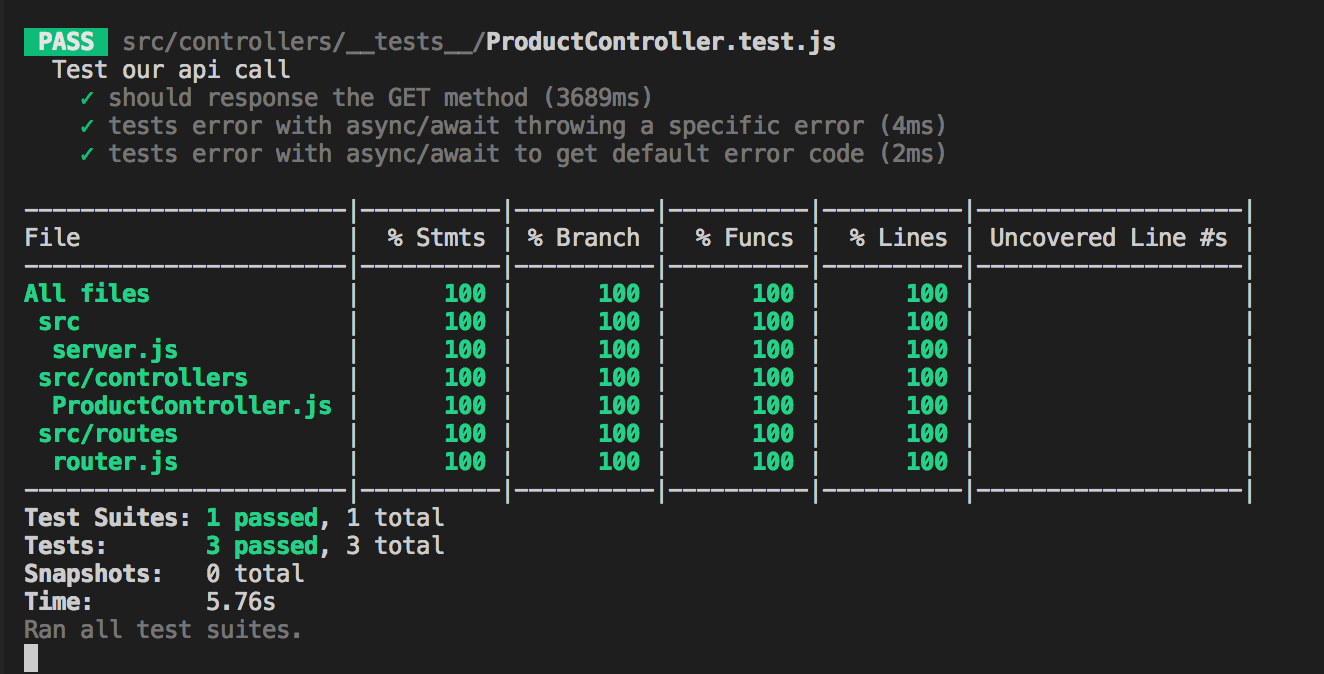 PASS src/controllers/__tests__/ProductController.test.js
Test our api call
✓ should response the GET method (3689ms)
✓ tests error with async/await throwing a specific error (4ms)
✓ tests error with async/await to get default error code (2ms)
File | % Stmts | % Branch | % Funcs | % Lines | Uncovered Line #s |
All files | 100 | 100 | 100 | 100 | |
src | 100 | 100 | 100 | 100 | |
server.js | 100 | 100 | 100 | 100 | |
src/controllers | 100 | 100 | 100 | 100 | |
ProductController.js | 100 | 100 | 100 | 100 | |
src/routes | 100 | 100 | 100 | 100 | |
router.js | 100 | 100 | 100 | 100 | |
Test Suites: 1 passed, 1 total
Tests: 3 passed, 3 total
Snapshots: 0 total
Time: 5.76s
Ran all test suites.